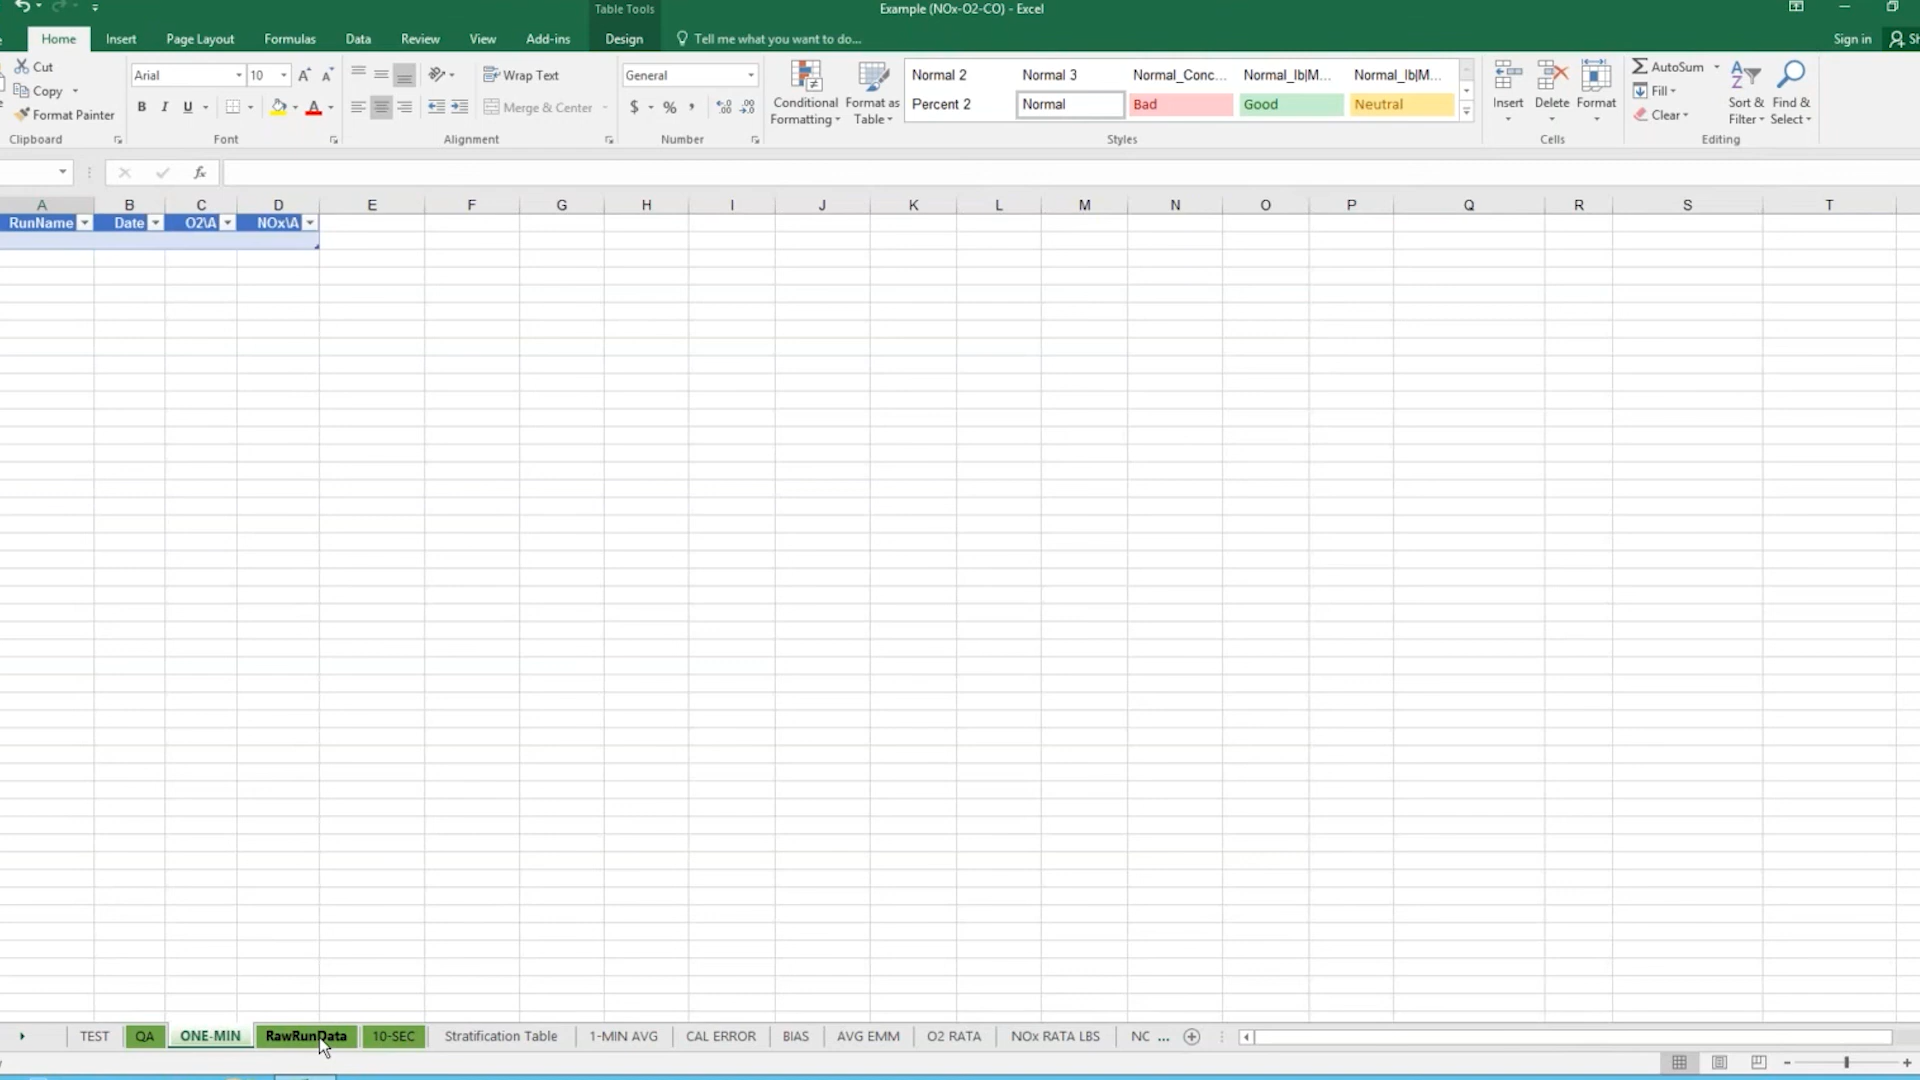 Table Tools
Example (NOx-O2-CO) - Excel
Home Insert Page Layout Formulas Data Review View Add-ins Design Tell me what you want to do... Sign in
Cut
Copy
Format Painter
Clipboard
Arial 10
B I U A
Font
Wrap Text
Merge & Center
Alignment
General
$ % ,
Number
Conditional Formatting
Format as Table
Normal 2 Normal 3 Normal_Conc... Normal_lb|M... Normal_lb|M...
Percent 2 Normal Bad Good Neutral
Styles
Insert Delete Format
Cells
AutoSum
Fill
Clear
Sort & Filter
Find & Select
Editing
fx
A B C D E F G H I J K L M N O P Q R S T
RunName Date O2\A NOx\A
TEST QA ONE-MIN RawRunData 10-SEC Stratification Table 1-MIN AVG CAL ERROR BIAS AVG EMM O2 RATA NOx RATA LBS NC ...